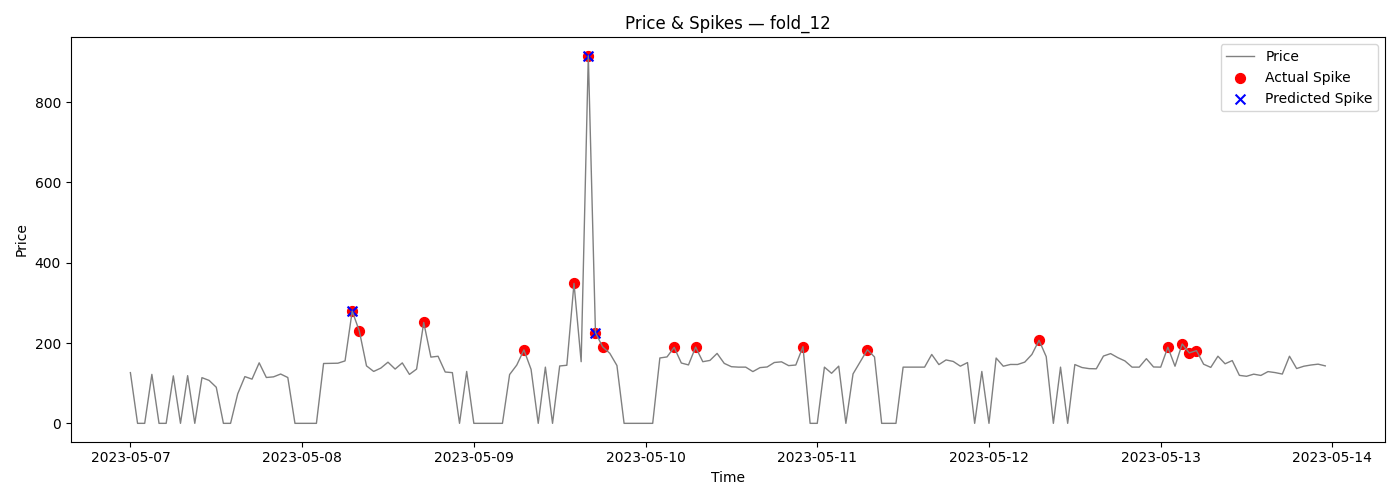 Price & Spikes — fold_12
Price
Actual Spike
Predicted Spike
Price
800
600
400
200
0
2023-05-07
2023-05-08
2023-05-09
2023-05-10
2023-05-11
2023-05-12
2023-05-13
2023-05-14
Time